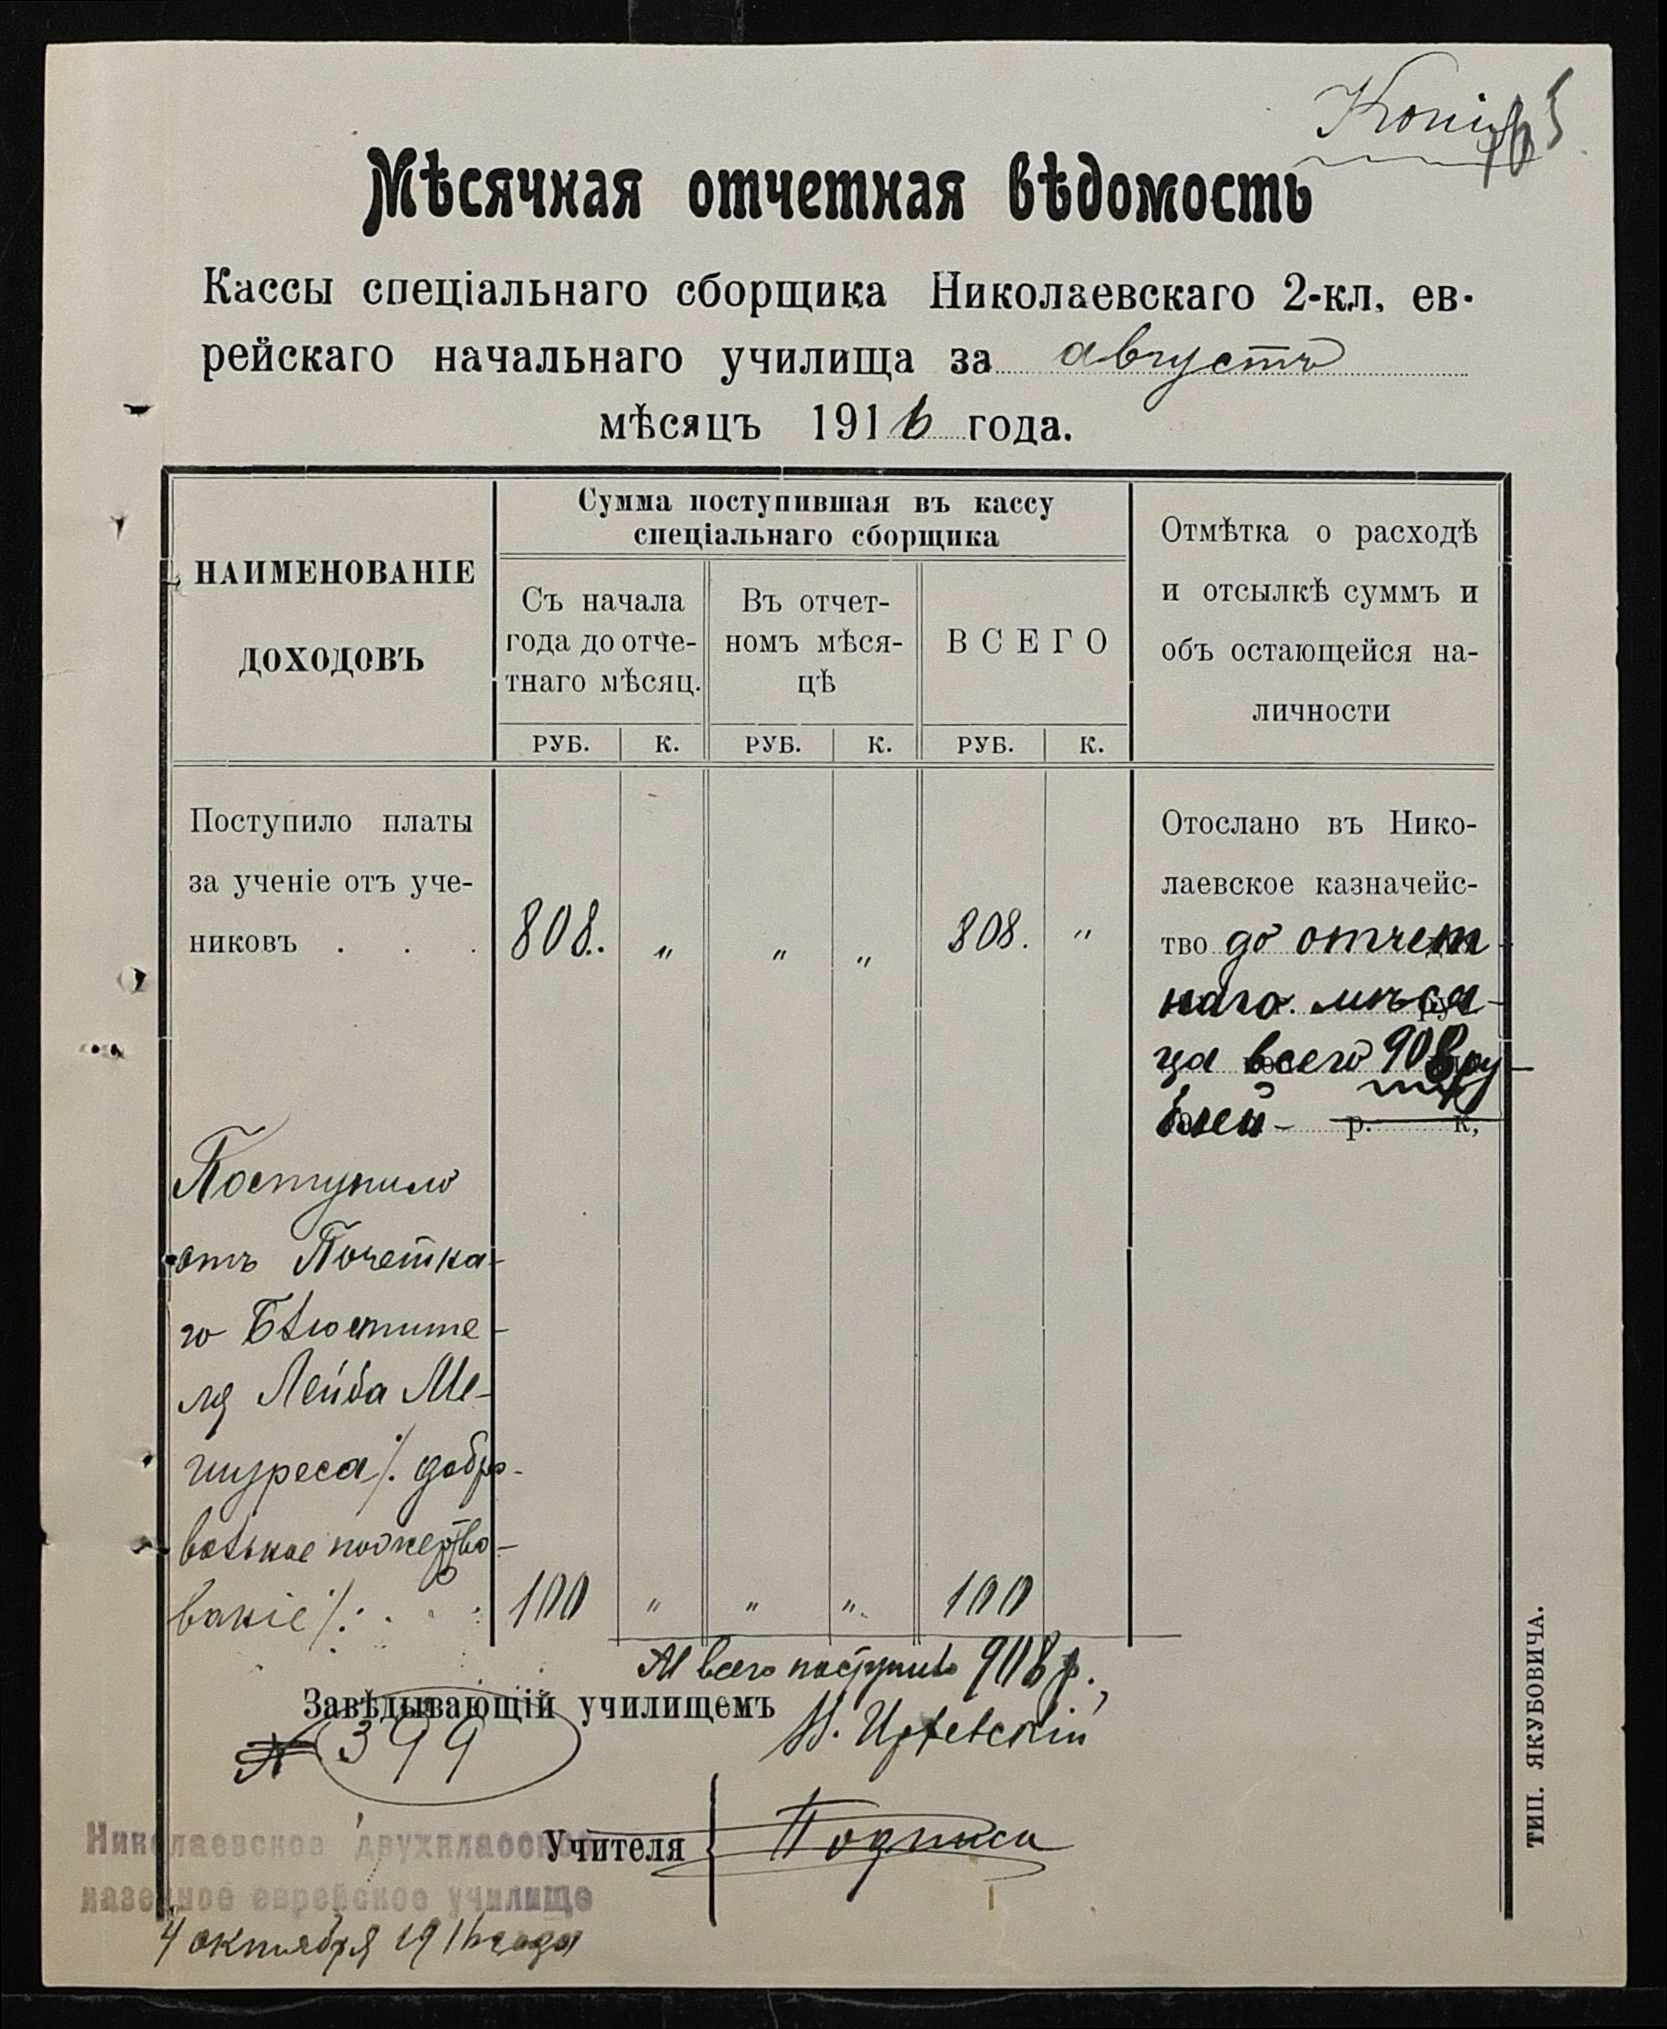 Копія
Мѣсячная отчетная вѣдомость
Кассы спеціальнаго сборщика Николаевскаго 2-кл. ев-
рейскаго начальнаго училища за августъ
мѣсяцъ 1916 года.
НАИМЕНОВАНІЕ
ДОХОДОВЪ
Сумма поступившая въ кассу
спеціальнаго сборщика
Съ начала
года до отче-
тнаго мѣсяц.
Въ отчет-
номъ мѣся-
цѣ
ВСЕГО
Отмѣтка о расходѣ
и отсылкѣ суммъ и
объ остающейся на-
личности
РУБ. К. РУБ. К. РУБ. К.
Поступило платы
за ученіе отъ уче-
никовъ . . . 808. " " " 808. "
Отослано въ Нико-
лаевское казначейс-
тво до отчет-
наго мѣся-
ца всего 908 ру-
блей - р. к,
Поступило
отъ Почетна-
го Блюстите-
ля Лейба Ме-
шуреса /. добро-
вольное пожертво-
ваніе /. . . . 100 " " " 100
А всего поступило 908 р.,
Завѣдывающій училищемъ
№ 399
Учителя } Подписи
Николаевское двухклассное
казенное еврейское училище
4 октября 1916 года
ТИП. ЯКУБОВИЧА.